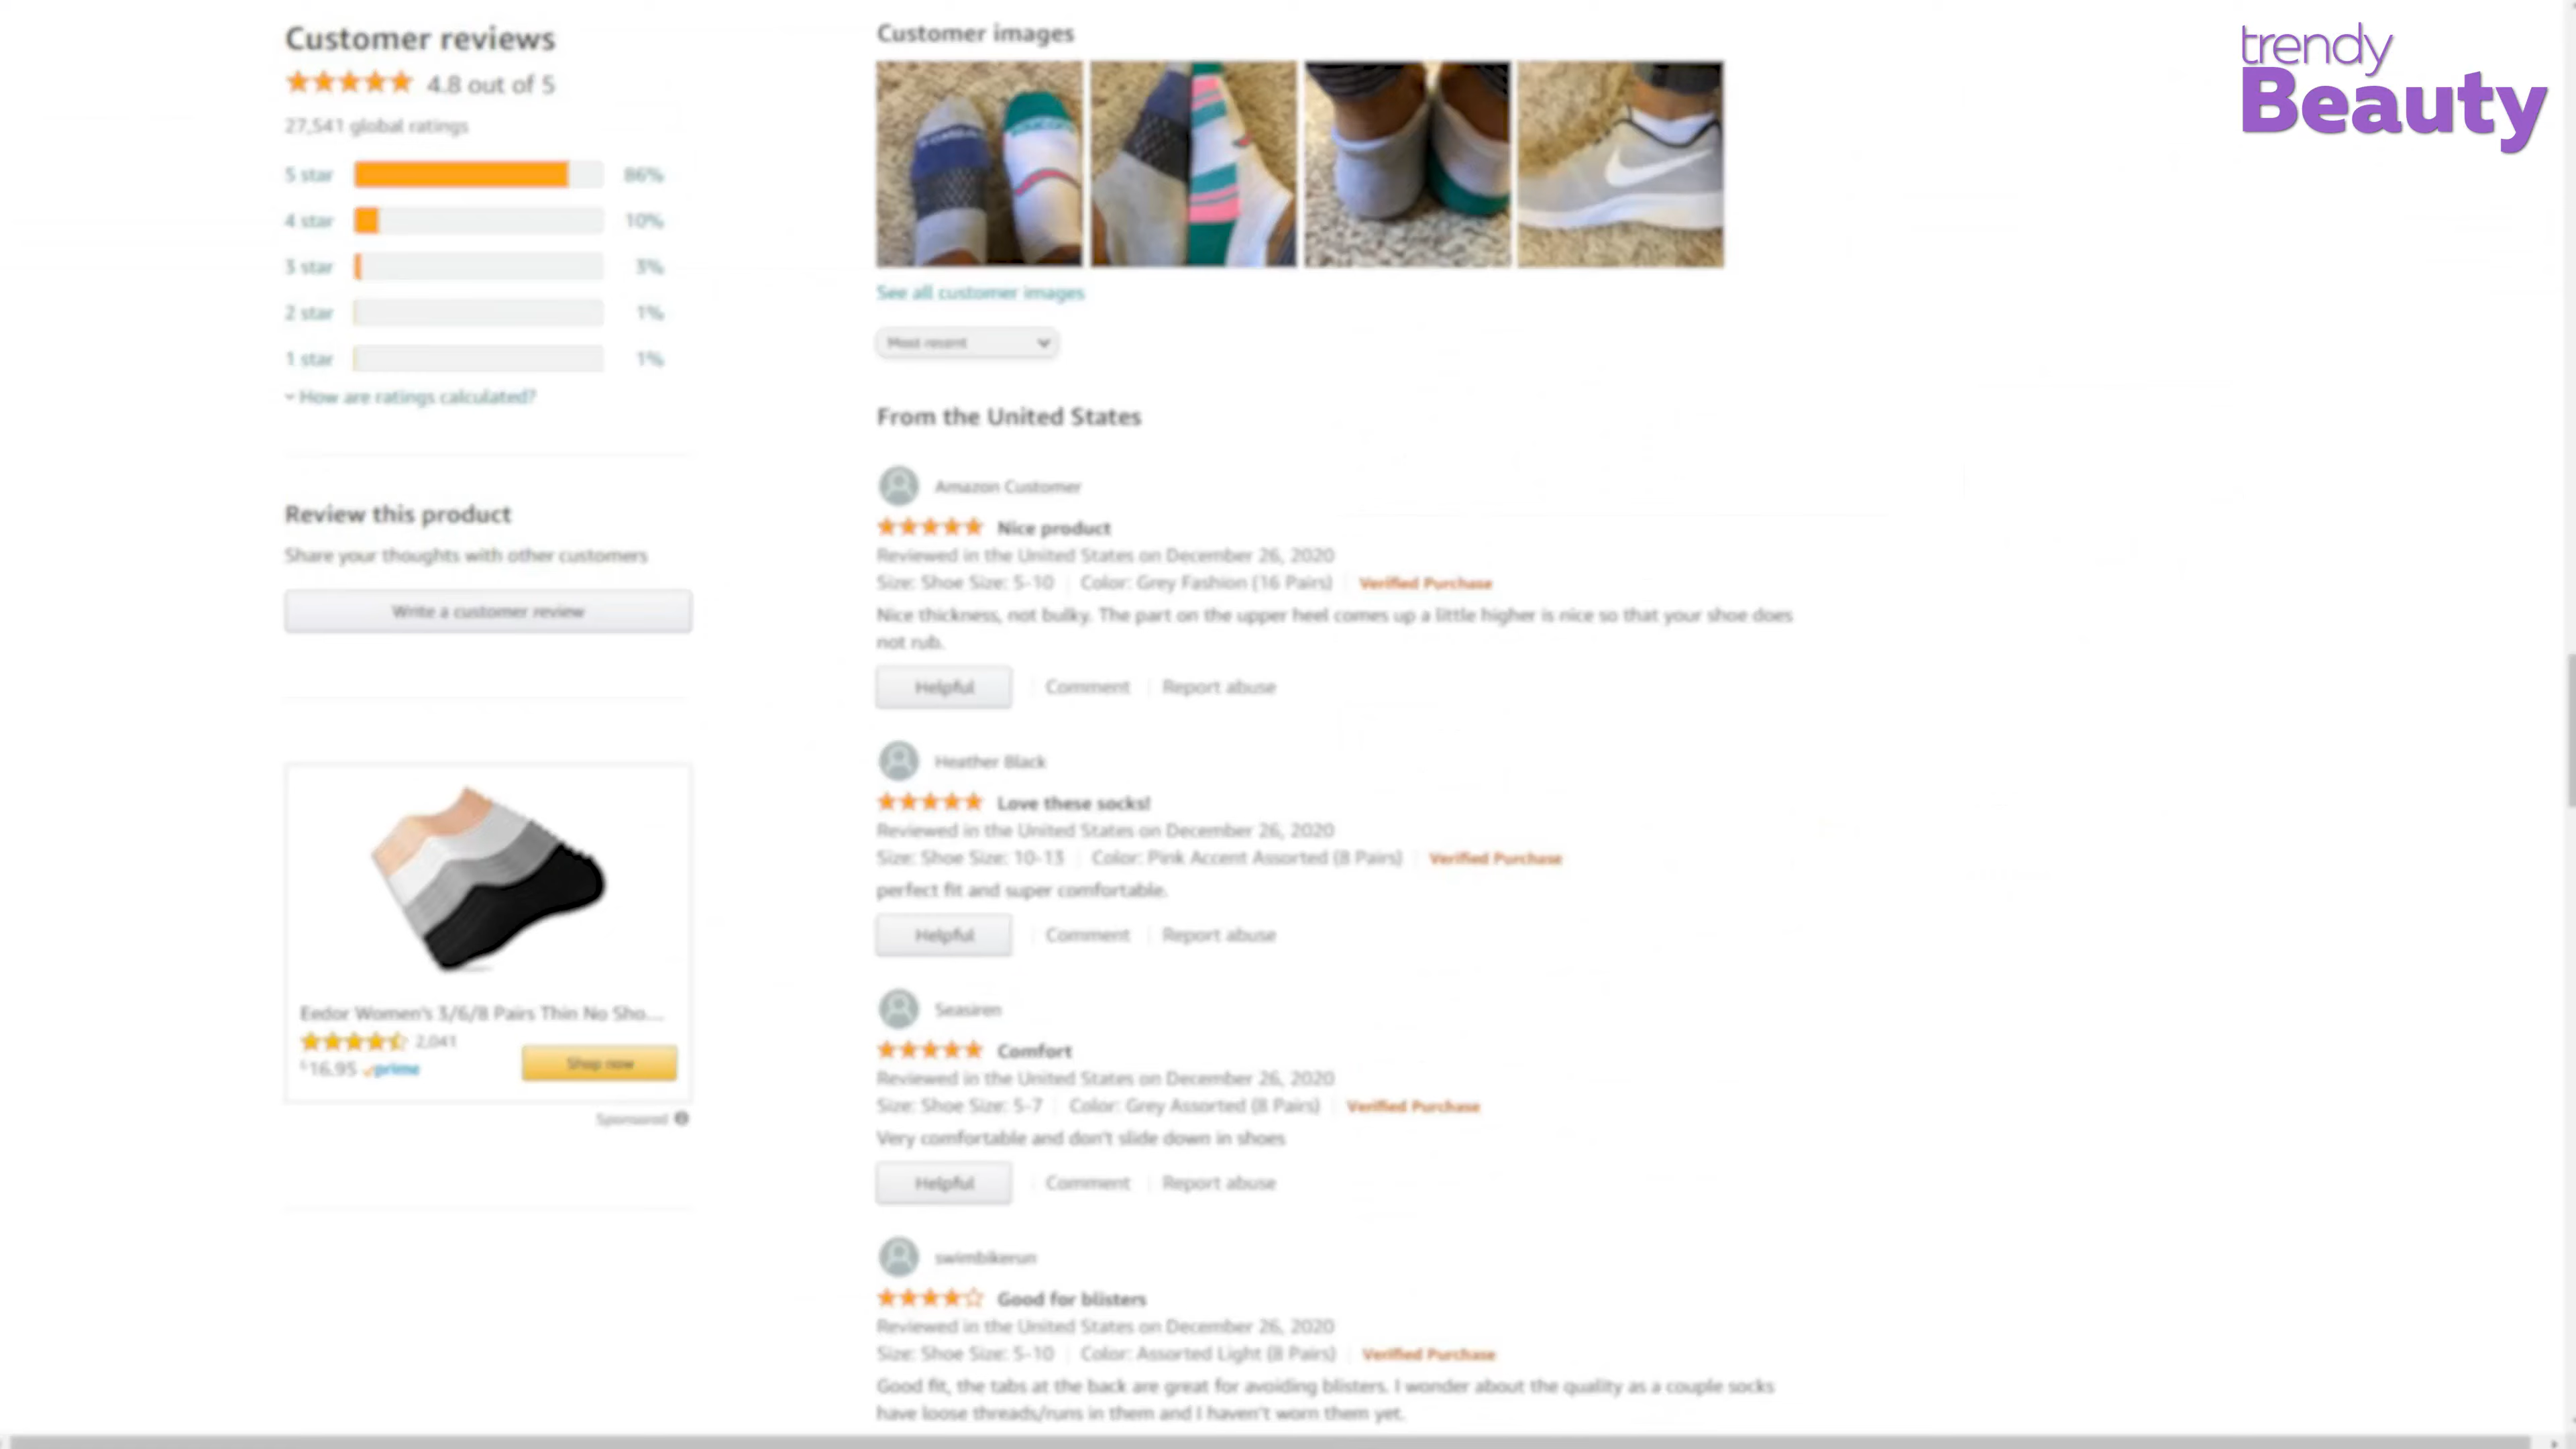 trendy
Beauty
Customer reviews
4.8 out of 5
27,541 global ratings
5 star 86%
4 star 10%
3 star 3%
2 star 1%
1 star 1%
How are ratings calculated?
Review this product
Share your thoughts with other customers
Write a customer review
Eedor Women's 3/6/8 Pairs Thin No Sho...
2,041
$16.95 prime
Shop now
Sponsored
Customer images
See all customer images
Most recent
From the United States
Amazon Customer
Nice product
Reviewed in the United States on December 26, 2020
Size: Shoe Size: 5-10 | Color: Grey Fashion (16 Pairs) | Verified Purchase
Nice thickness, not bulky. The part on the upper heel comes up a little higher is nice so that your shoe does
not rub.
Helpful | Comment | Report abuse
Heather Black
Love these socks!
Reviewed in the United States on December 26, 2020
Size: Shoe Size: 10-13 | Color: Pink Accent Assorted (8 Pairs) | Verified Purchase
perfect fit and super comfortable.
Helpful | Comment | Report abuse
Seasiren
Comfort
Reviewed in the United States on December 26, 2020
Size: Shoe Size: 5-7 | Color: Grey Assorted (8 Pairs) | Verified Purchase
Very comfortable and don't slide down in shoes
Helpful | Comment | Report abuse
swimbikerun
Good for blisters
Reviewed in the United States on December 26, 2020
Size: Shoe Size: 5-10 | Color: Assorted Light (8 Pairs) | Verified Purchase
Good fit, the tabs at the back are great for avoiding blisters. I wonder about the quality as a couple socks
have loose threads/runs in them and I haven't worn them yet.